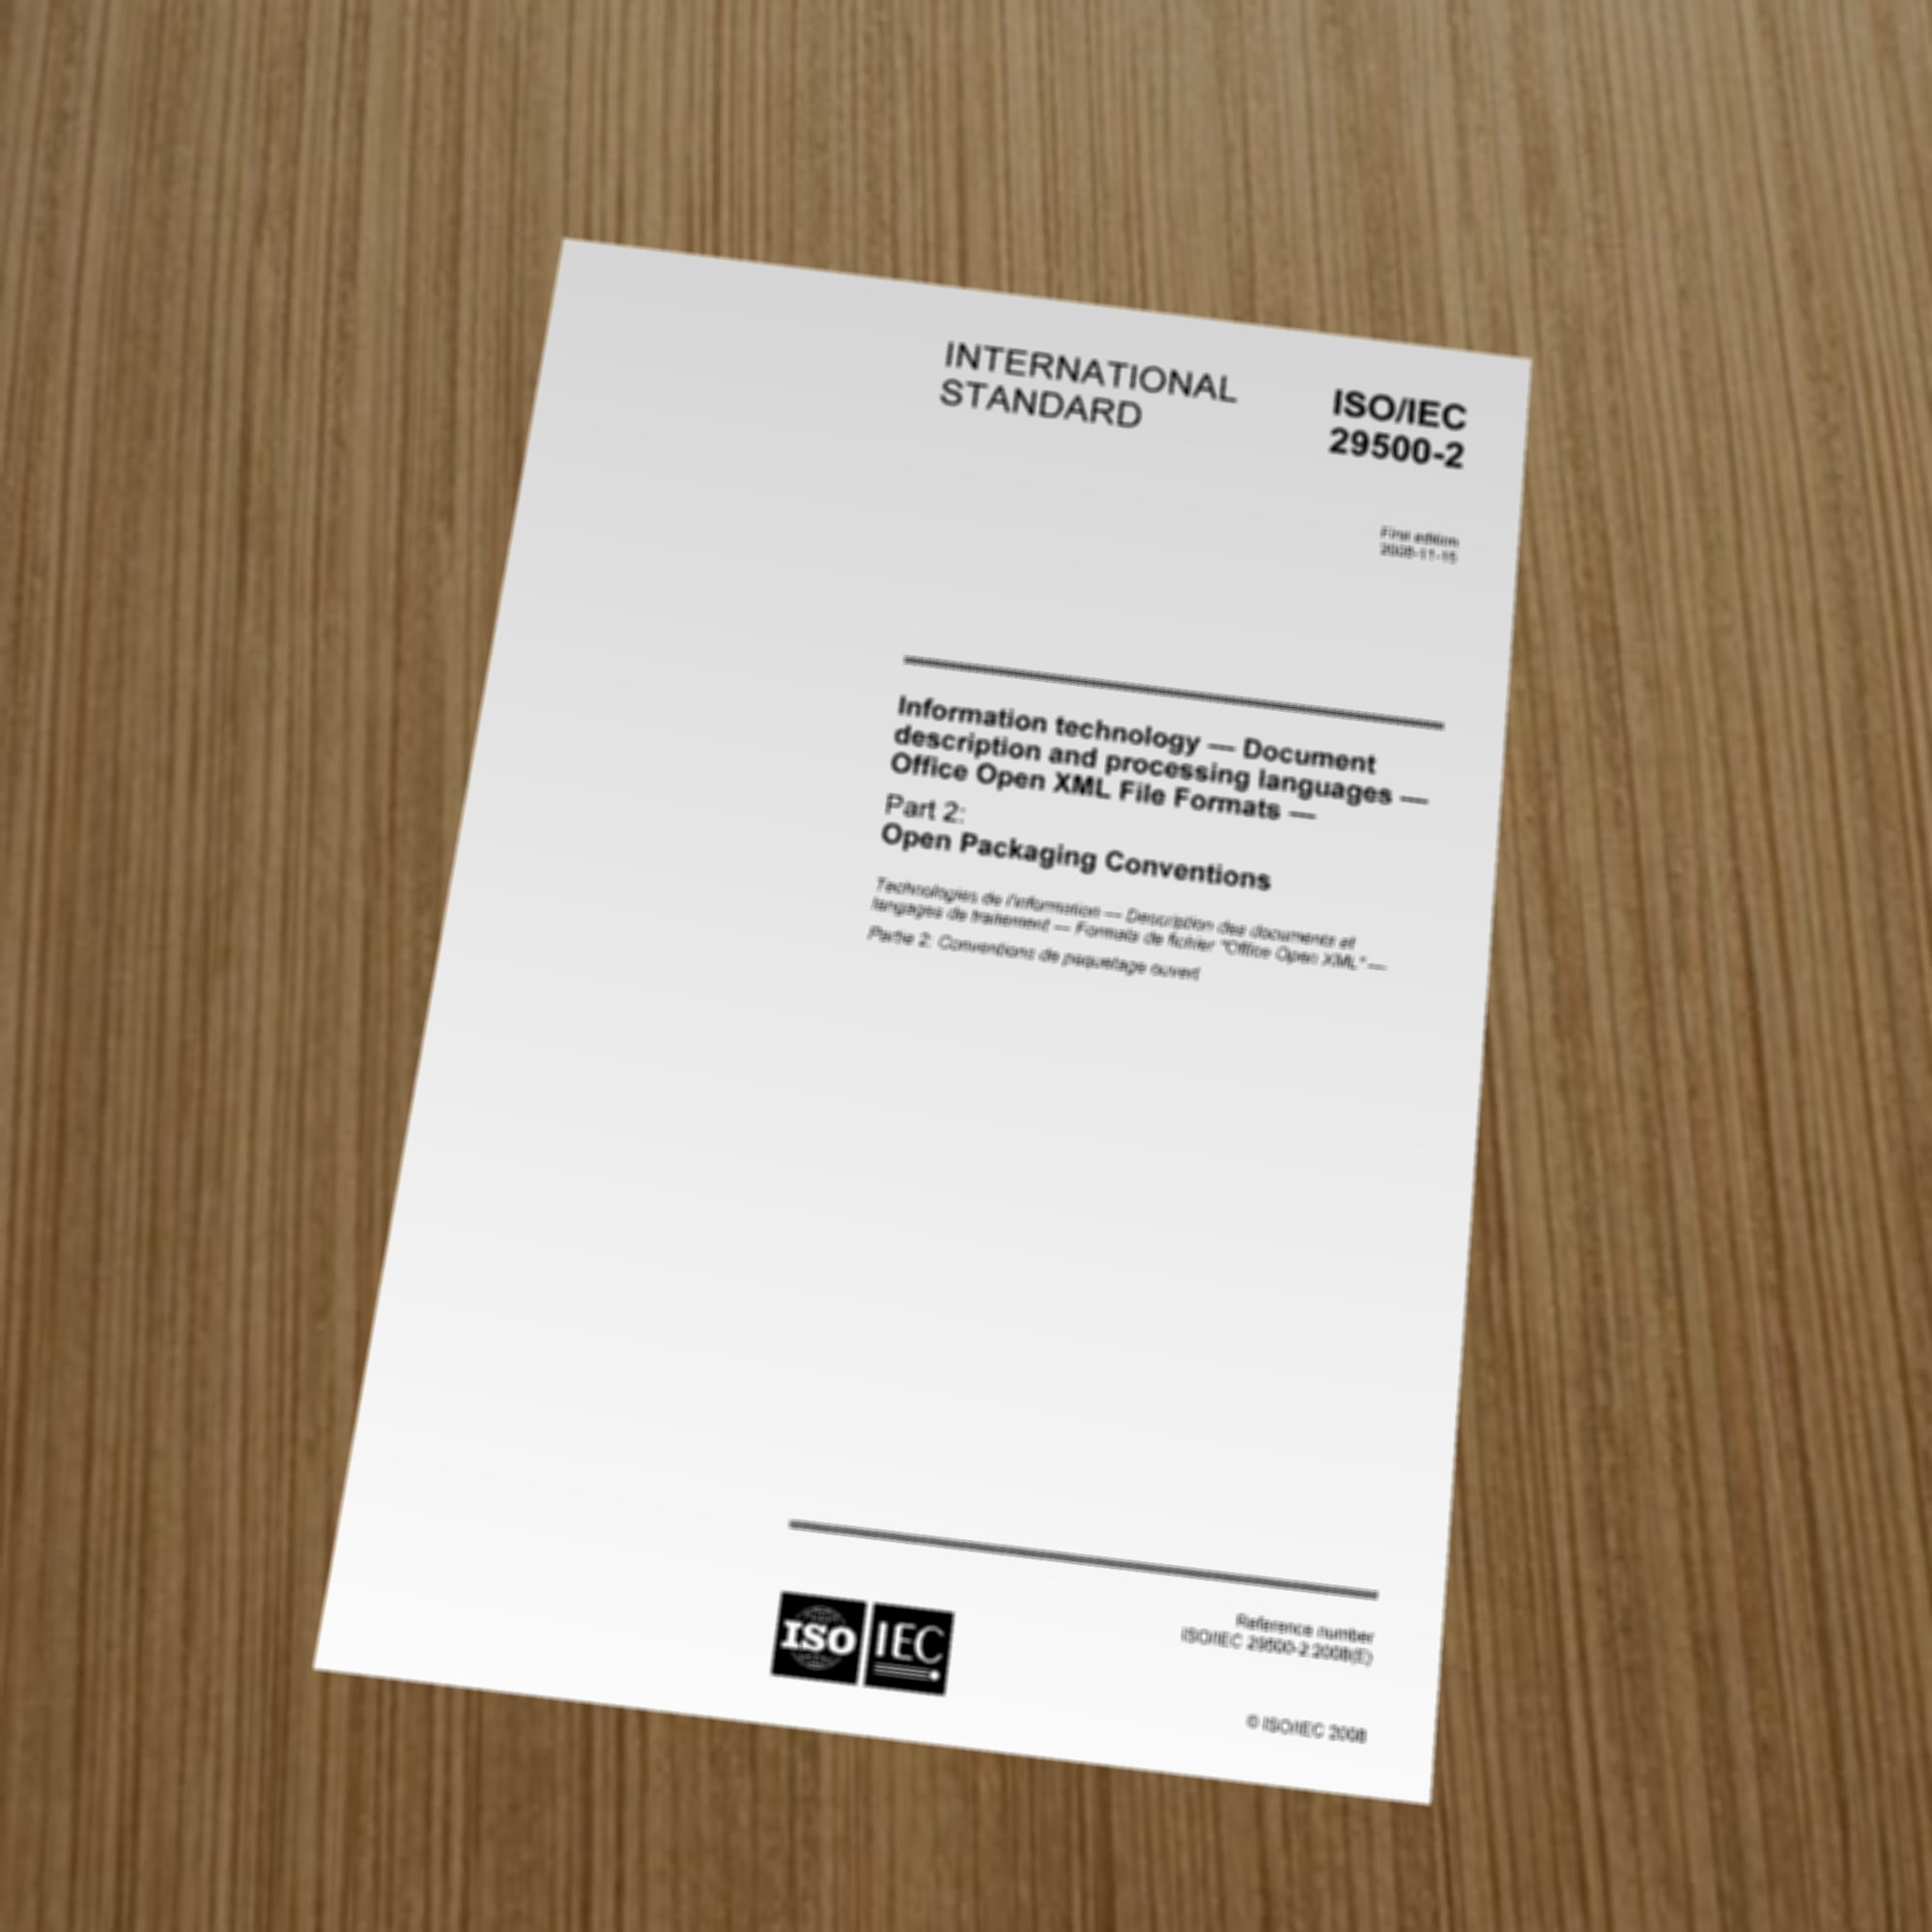 INTERNATIONAL
STANDARD
ISO/IEC
29500-2
First edition
2008-11-15
Information technology — Document
description and processing languages —
Office Open XML File Formats —
Part 2:
Open Packaging Conventions
Technologies de l'information — Description des documents et
langages de traitement — Formats de fichier "Office Open XML" —
Partie 2: Conventions de paquetage ouvert
ISO
IEC
Reference number
ISO/IEC 29500-2:2008(E)
© ISO/IEC 2008